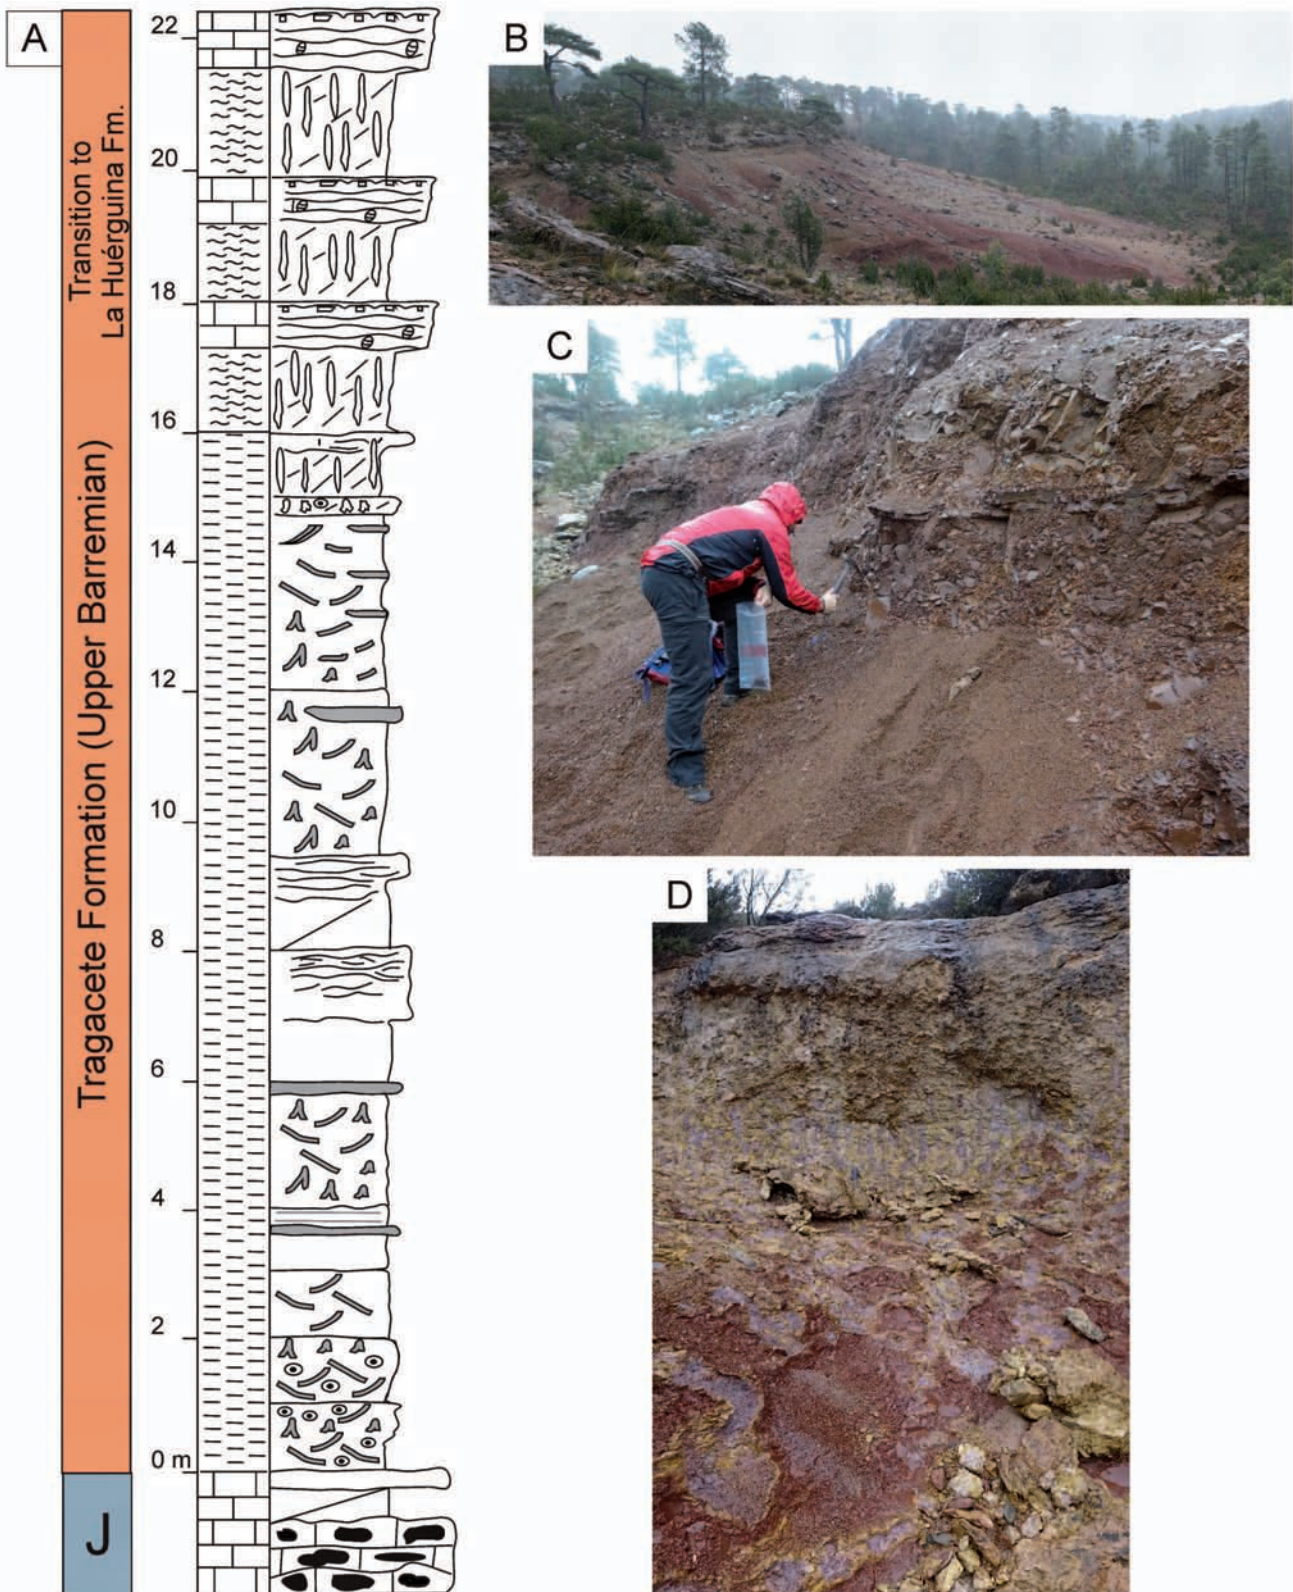 A
22
20
18
16
14
12
10
8
6
4
2
0 m
Transition to
La Huérguina Fm.
Tragacete Formation (Upper Barremian)
J
B
C
D